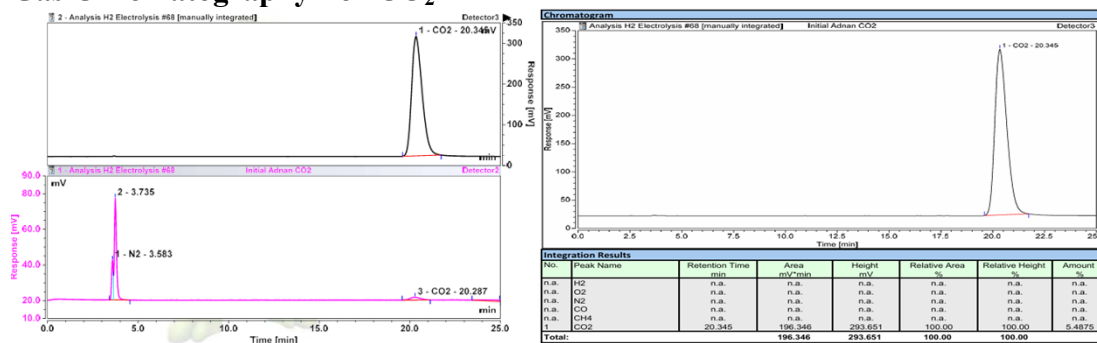 Gas Chromatography for CO2
2 - Analysis H2 Electrolysis #68 [manually integrated]
Detector3
1 - CO2 - 20.345
mV
350
300
200
100
0
Response [mV]
min
1 - Analysis H2 Electrolysis #68
Initial Adnan CO2
Detector2
90.0
80.0
60.0
40.0
20.0
10.0
mV
Response [mV]
2 - 3.735
1 - N2 - 3.583
3 - CO2 - 20.287
min
0.0 5.0 10.0 15.0 20.0 25.0
Time [min]
Chromatogram
Analysis H2 Electrolysis #68 [manually integrated]
Initial Adnan CO2
Detector3
1 - CO2 - 20.345
350
300
250
200
150
100
50
0
Response [mV]
0.0 2.5 5.0 7.5 10.0 12.5 15.0 17.5 20.0 22.5 25.0
Time [min]
Integration Results
No. Peak Name Retention Time Area Height Relative Area Relative Height Amount
min mV*min mV % % %
n.a. H2 n.a. n.a. n.a. n.a. n.a. n.a.
n.a. O2 n.a. n.a. n.a. n.a. n.a. n.a.
n.a. N2 n.a. n.a. n.a. n.a. n.a. n.a.
n.a. CO n.a. n.a. n.a. n.a. n.a. n.a.
n.a. CH4 n.a. n.a. n.a. n.a. n.a. n.a.
1 CO2 20.345 196.346 293.651 100.00 100.00 5.4875
Total: 196.346 293.651 100.00 100.00